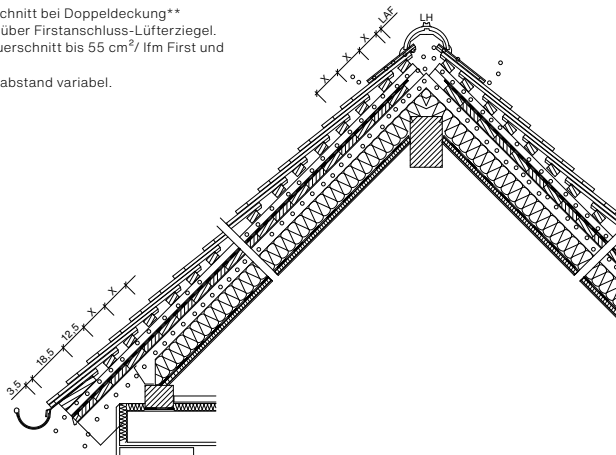 chnitt bei Doppeldeckung**
über Firstanschluss-Lüfterziegel.
uerschnitt bis 55 cm²/ lfm First und
abstand variabel.
LH
LAF
X
X
X
X
X
12,5
18,5
3,5